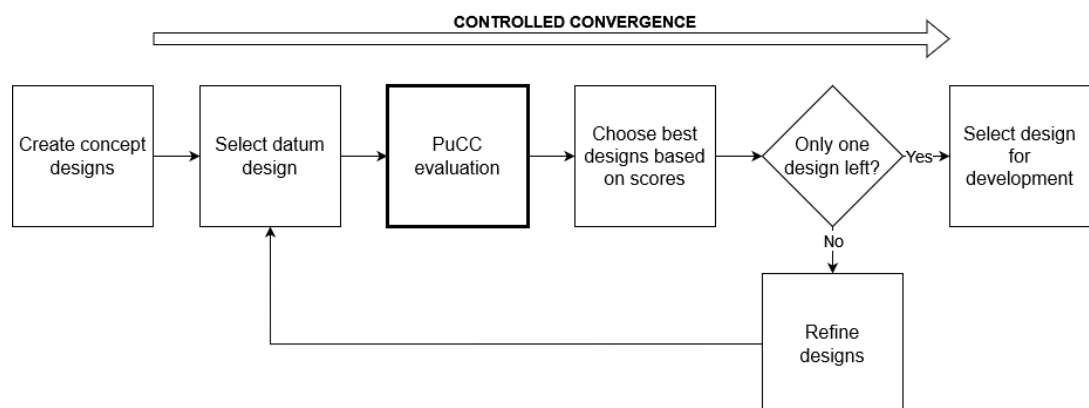 CONTROLLED CONVERGENCE
Create concept
designs
Select datum
design
PuCC
evaluation
Choose best
designs based
on scores
Only one
design left?
Yes
Select design
for
development
No
Refine
designs